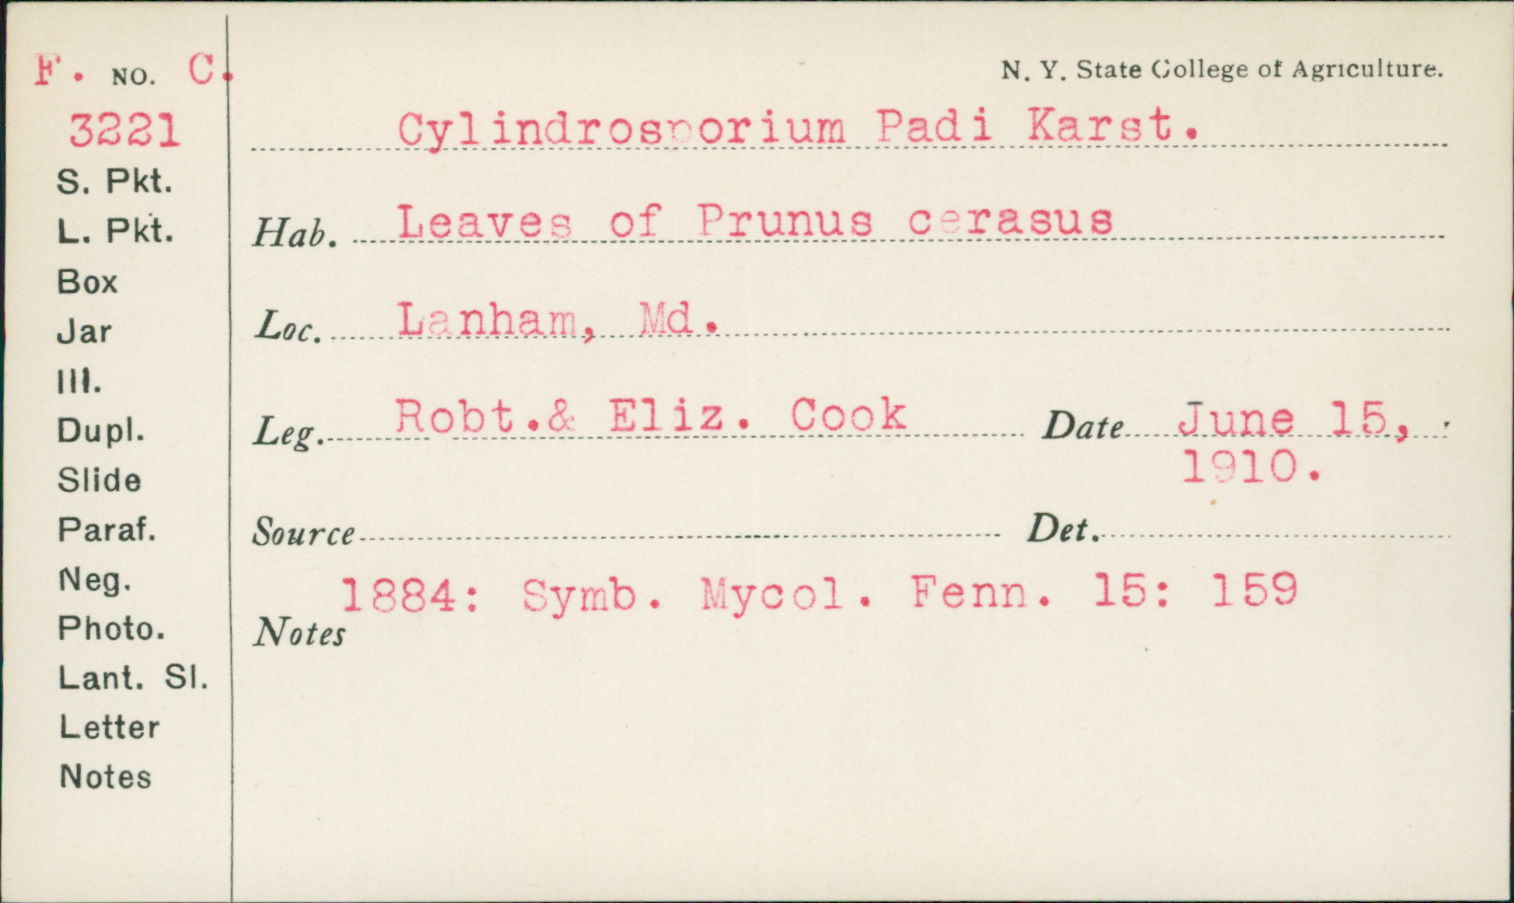 F. NO. C.
N. Y. State College of Agriculture.
3221
Cylindrosporium Padi Karst.
S. Pkt.
L. Pkt.
Hab. Leaves of Prunus cerasus
Box
Jar
Loc. Lanham, Md.
Ill.
Dupl.
Leg. Robt.& Eliz. Cook Date June 15,
1910.
Slide
Paraf.
Source Det.
Neg.
1884: Symb. Mycol. Fenn. 15: 159
Photo.
Notes
Lant. Sl.
Letter
Notes